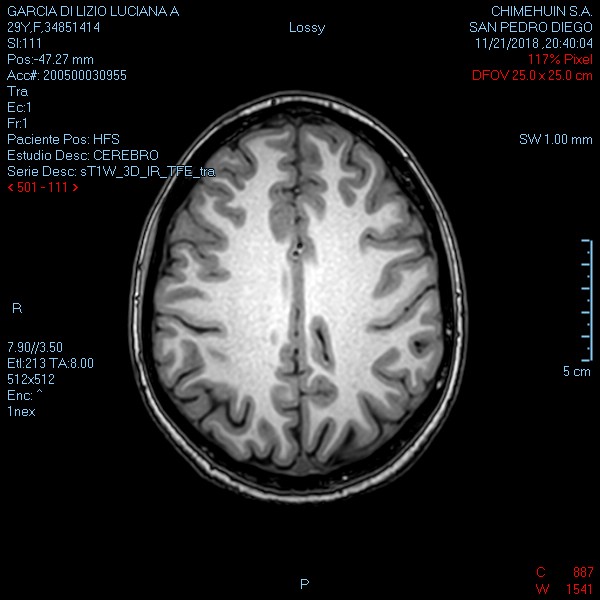 GARCIA DI LIZIO LUCIANA A
29Y,F,34851414
Sl:111
Pos:-47.27 mm
Acc#: 200500030955
Tra
Ec:1
Fr:1
Paciente Pos: HFS
Estudio Desc: CEREBRO
Serie Desc: sT1W_3D_IR_TFE_tra
< 501 - 111 >
Lossy
CHIMEHUIN S.A.
SAN PEDRO DIEGO
11/21/2018 ,20:40:04
117% Pixel
DFOV 25.0 x 25.0 cm
SW 1.00 mm
R
5 cm
7.90//3.50
Etl:213 TA:8.00
512x512
Enc: ^
1nex
P
C 887
W 1541